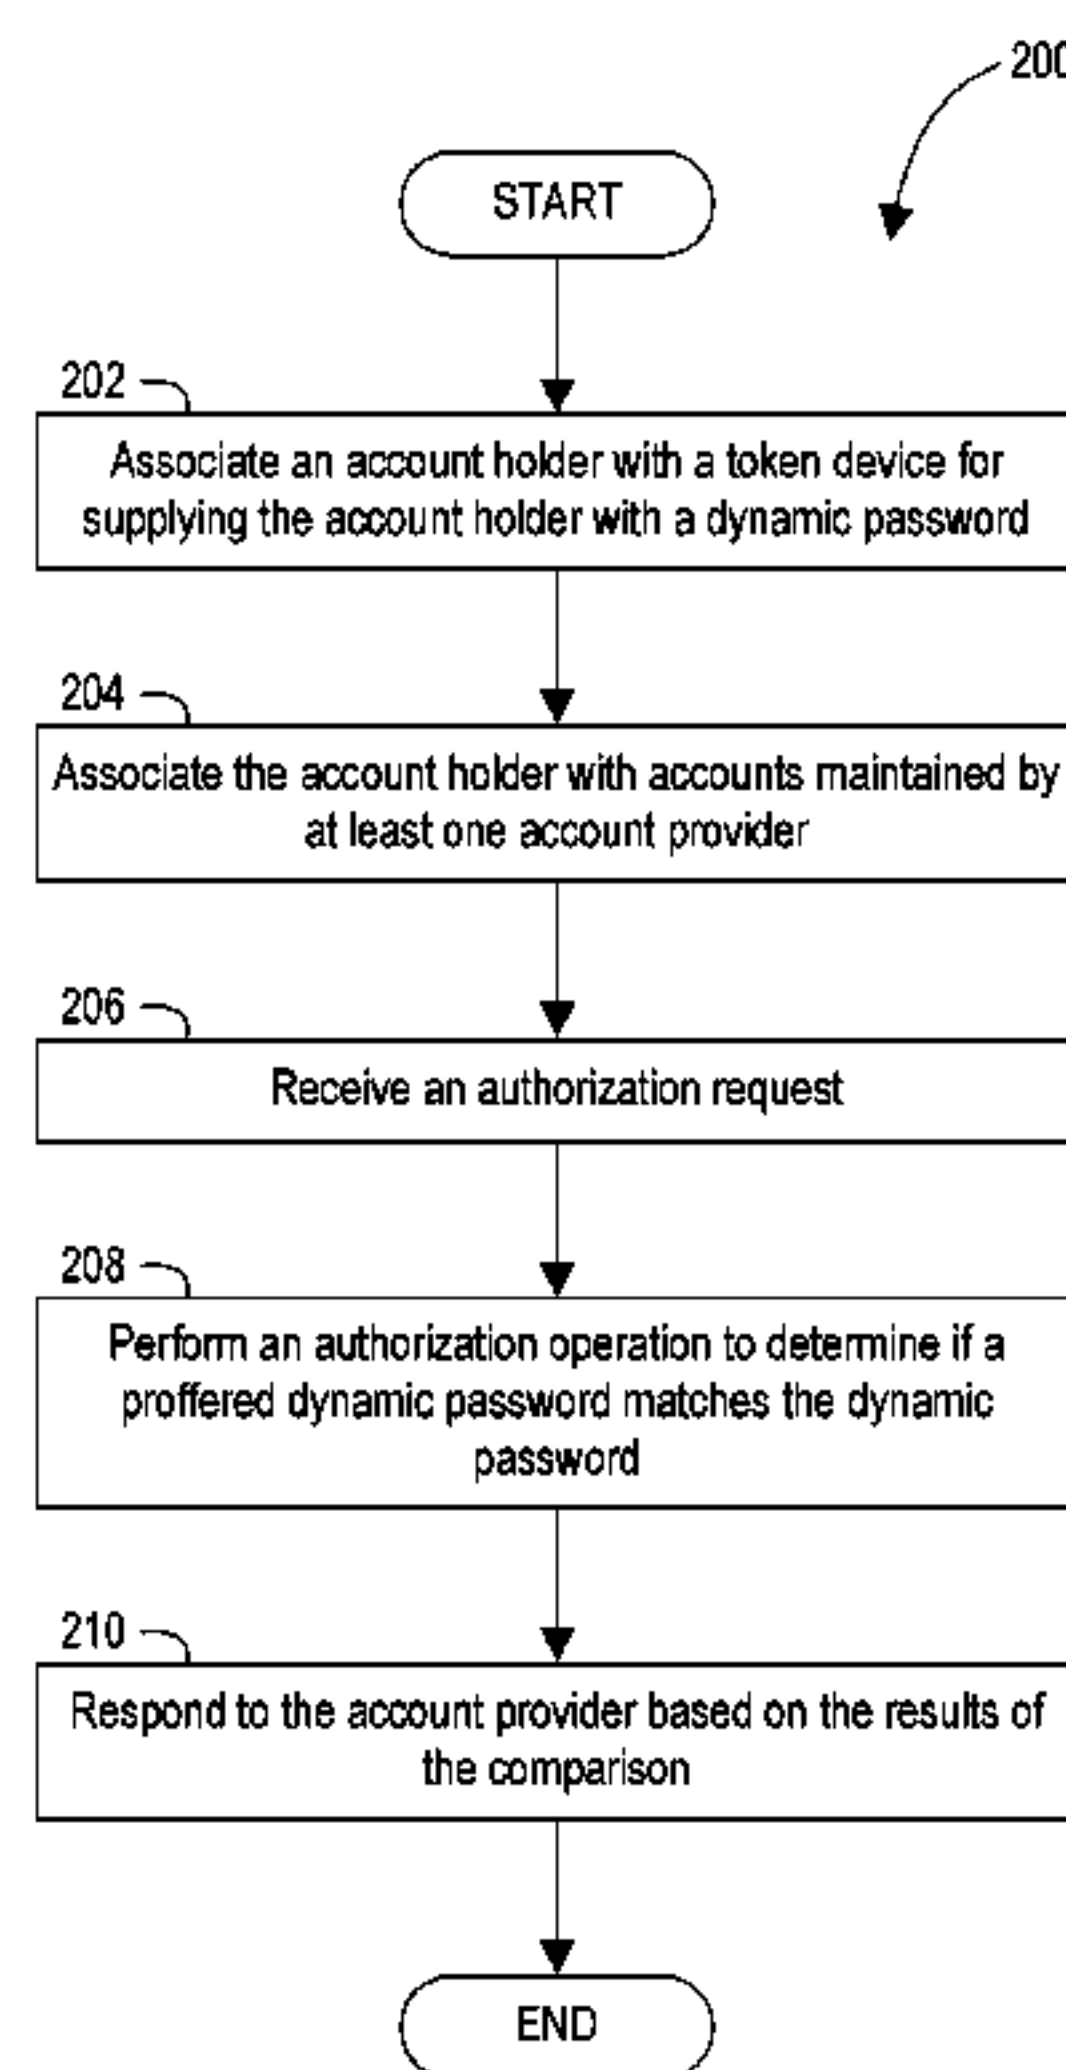 200
START
202
Associate an account holder with a token device for
supplying the account holder with a dynamic password
204
Associate the account holder with accounts maintained by
at least one account provider
206
Receive an authorization request
208
Perform an authorization operation to determine if a
proffered dynamic password matches the dynamic
password
210
Respond to the account provider based on the results of
the comparison
END